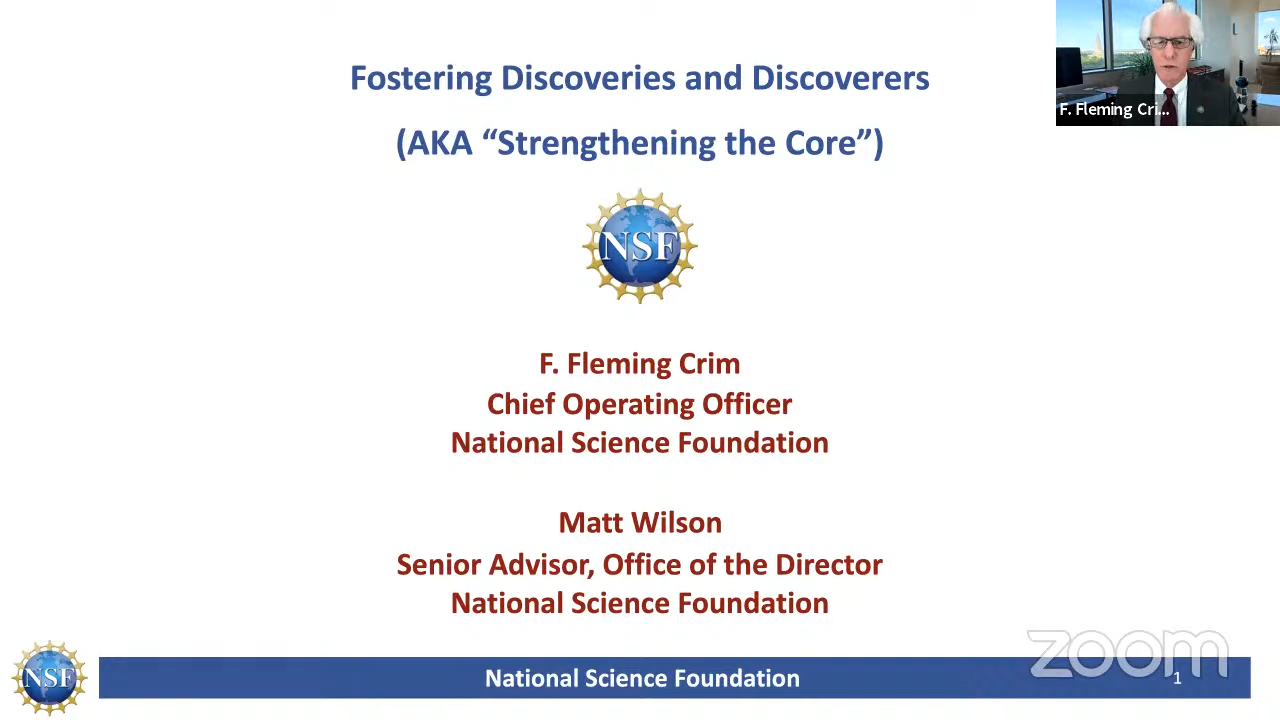 Fostering Discoveries and Discoverers
(AKA “Strengthening the Core”)
F. Fleming Cri...
NSF
F. Fleming Crim
Chief Operating Officer
National Science Foundation
Matt Wilson
Senior Advisor, Office of the Director
National Science Foundation
zoom
NSF
National Science Foundation
1